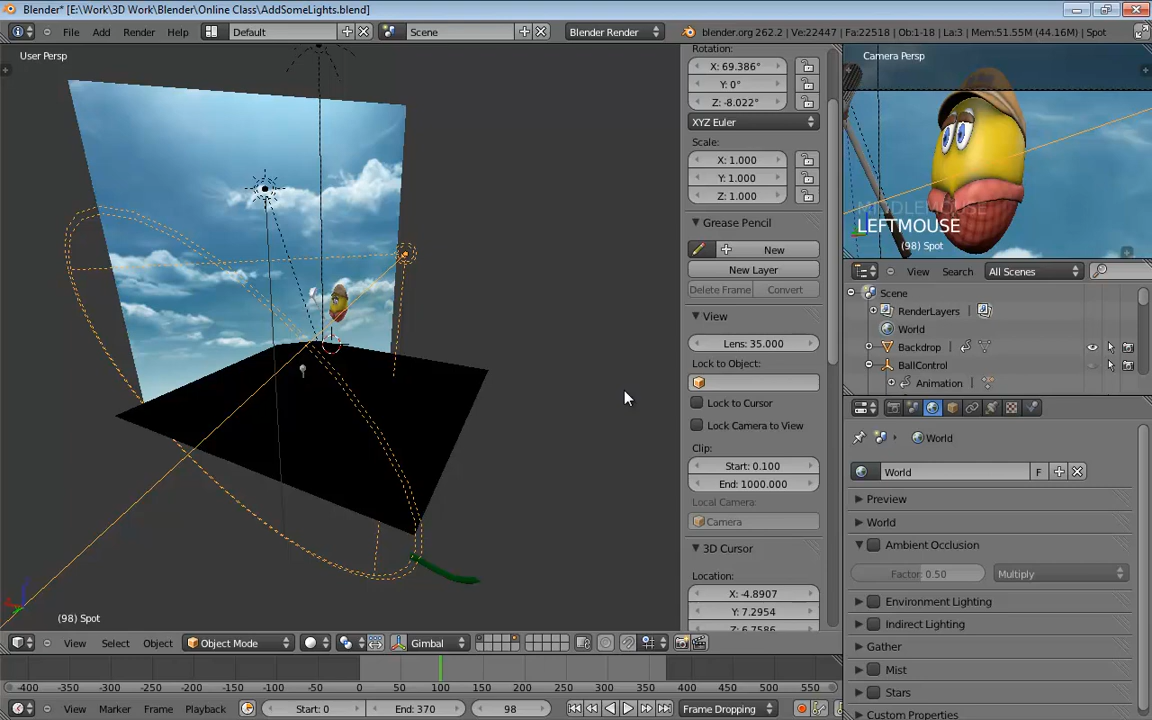 Blender* [E:\Work\3D Work\Blender\Online Class\AddSomeLights.blend]
File Add Render Help Default Scene Blender Render blender.org 262.2 | Ve:22447 | Fa:22518 | Ob:1-18 | La:3 | Mem:51.55M (44.16M) | Spot
User Persp
(98) Spot
Rotation:
X: 69.386°
Y: 0°
Z: -8.022°
XYZ Euler
Scale:
X: 1.000
Y: 1.000
Z: 1.000
Grease Pencil
New
New Layer
Delete Frame Convert
View
Lens: 35.000
Lock to Object:
Lock to Cursor
Lock Camera to View
Clip:
Start: 0.100
End: 1000.000
Local Camera:
Camera
3D Cursor
Location:
X: -4.8907
Y: 7.2954
Z: 6.7586
Camera Persp
MIDDLEMOUSE
LEFTMOUSE
(98) Spot
View Search All Scenes
Scene
RenderLayers
World
Backdrop
BallControl
Animation
World
World F
Preview
World
Ambient Occlusion
Factor: 0.50 Multiply
Environment Lighting
Indirect Lighting
Gather
Mist
Stars
Custom Properties
View Select Object Object Mode Gimbal
-400 -350 -300 -250 -200 -150 -100 -50 0 50 100 150 200 250 300 350 400 450 500 550
View Marker Frame Playback Start: 0 End: 370 98 Frame Dropping